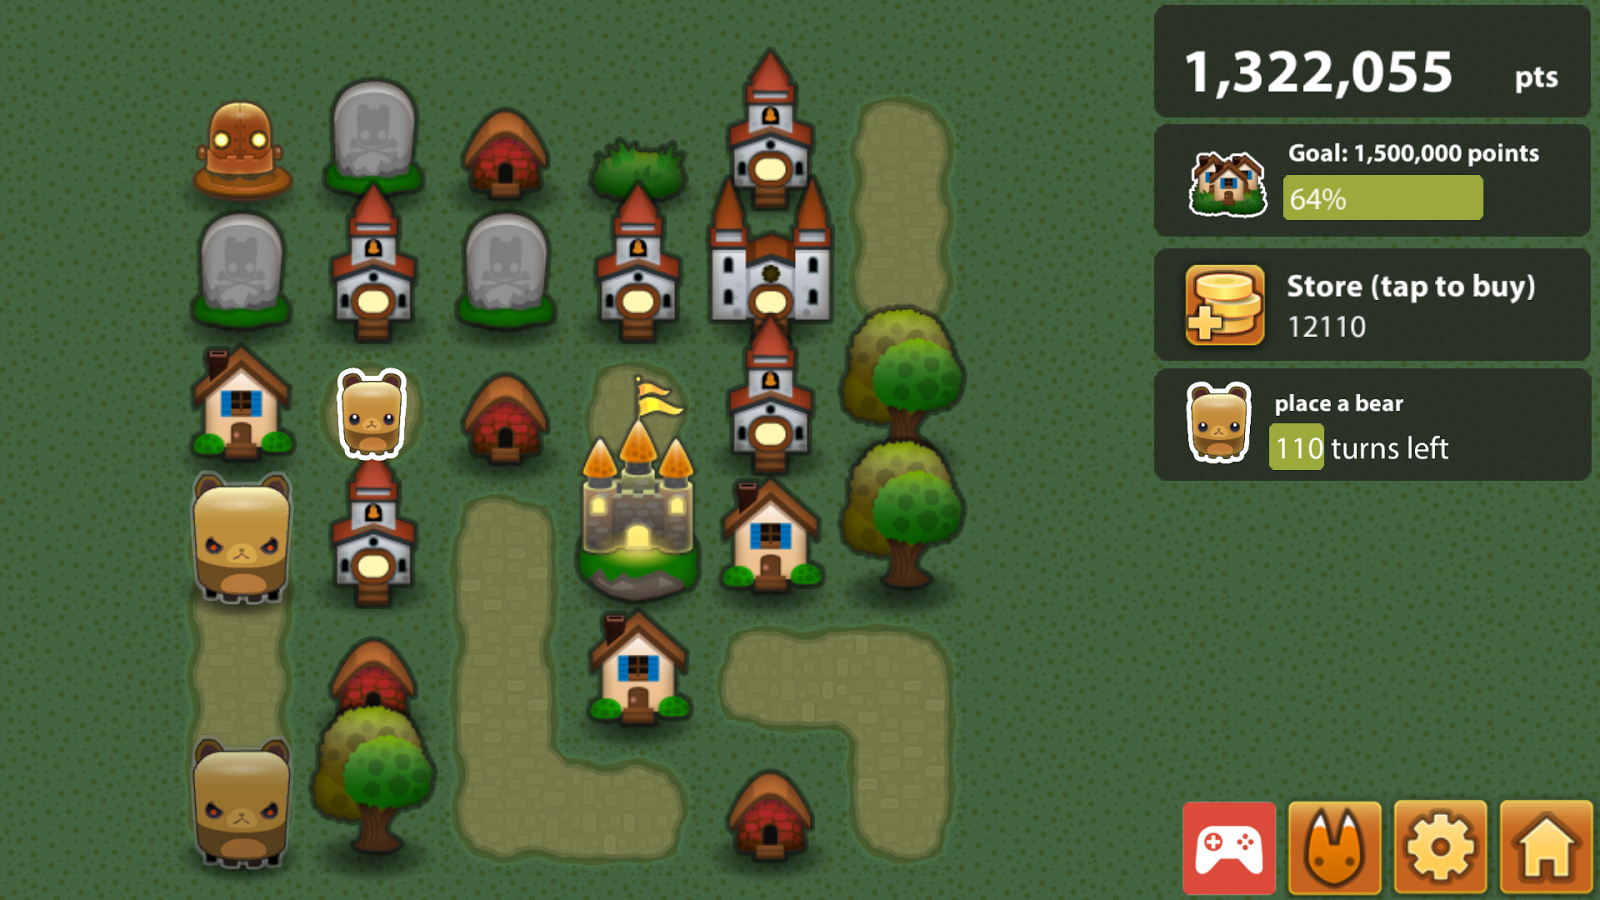 1,322,055 pts
Goal: 1,500,000 points
64%
Store (tap to buy)
12110
place a bear
110 turns left